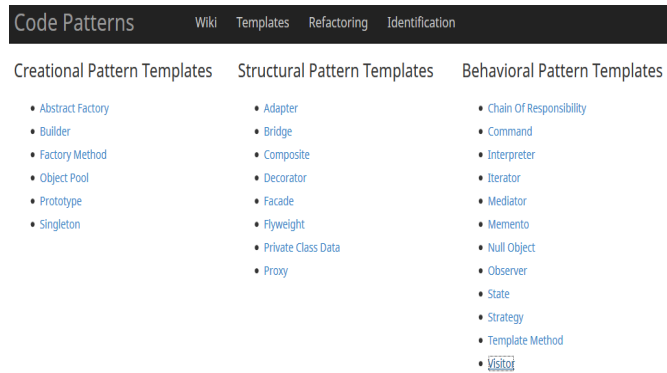 Code Patterns Wiki Templates Refactoring Identification
Creational Pattern Templates
Abstract Factory
Builder
Factory Method
Object Pool
Prototype
Singleton
Structural Pattern Templates
Adapter
Bridge
Composite
Decorator
Facade
Flyweight
Private Class Data
Proxy
Behavioral Pattern Templates
Chain Of Responsibility
Command
Interpreter
Iterator
Mediator
Memento
Null Object
Observer
State
Strategy
Template Method
Visitor